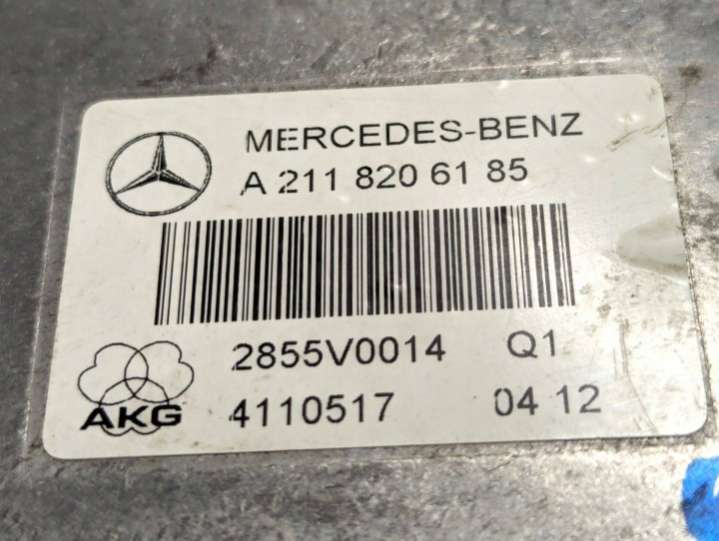 MERCEDES-BENZ
A 211 820 61 85
2855V0014 Q1
AKG 4110517 04 12